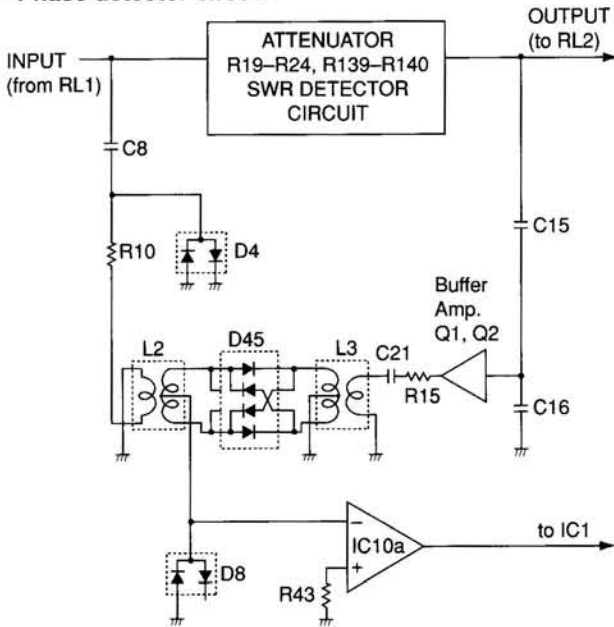 OUTPUT
(to RL2)
INPUT
(from RL1)
ATTENUATOR
R19–R24, R139–R140
SWR DETECTOR
CIRCUIT
C8
R10
D4
C15
Buffer
Amp.
Q1, Q2
L2
D45
L3
C21
R15
C16
to IC1
IC10a
−
+
D8
R43